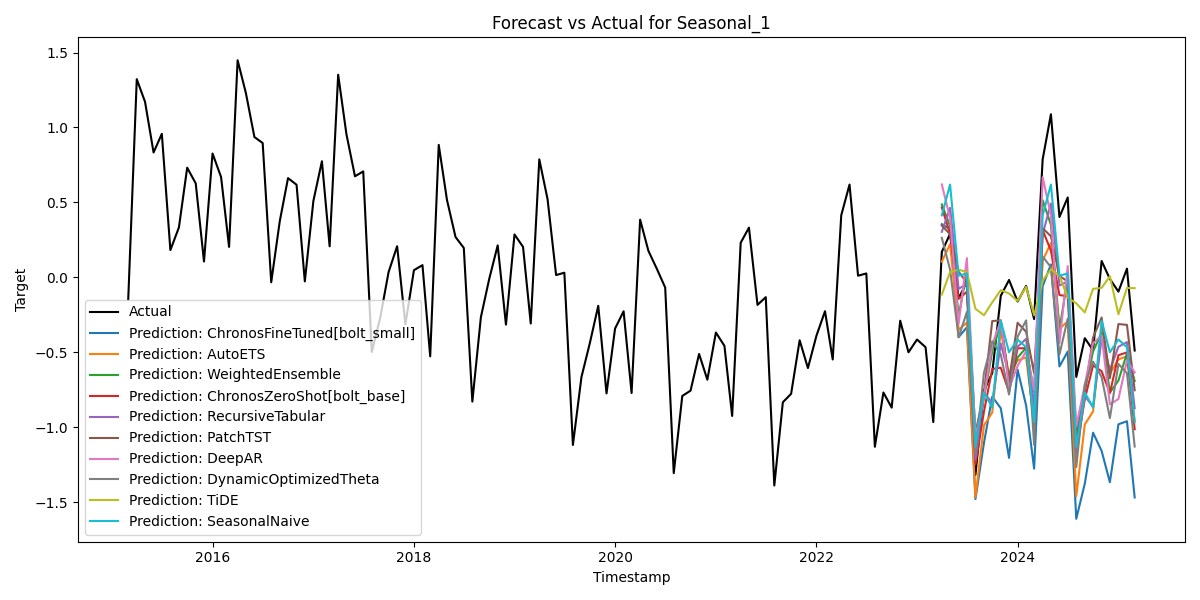 Forecast vs Actual for Seasonal_1
Target
1.5
1.0
0.5
0.0
−0.5
−1.0
−1.5
Actual
Prediction: ChronosFineTuned[bolt_small]
Prediction: AutoETS
Prediction: WeightedEnsemble
Prediction: ChronosZeroShot[bolt_base]
Prediction: RecursiveTabular
Prediction: PatchTST
Prediction: DeepAR
Prediction: DynamicOptimizedTheta
Prediction: TiDE
Prediction: SeasonalNaive
2016 2018 2020 2022 2024
Timestamp